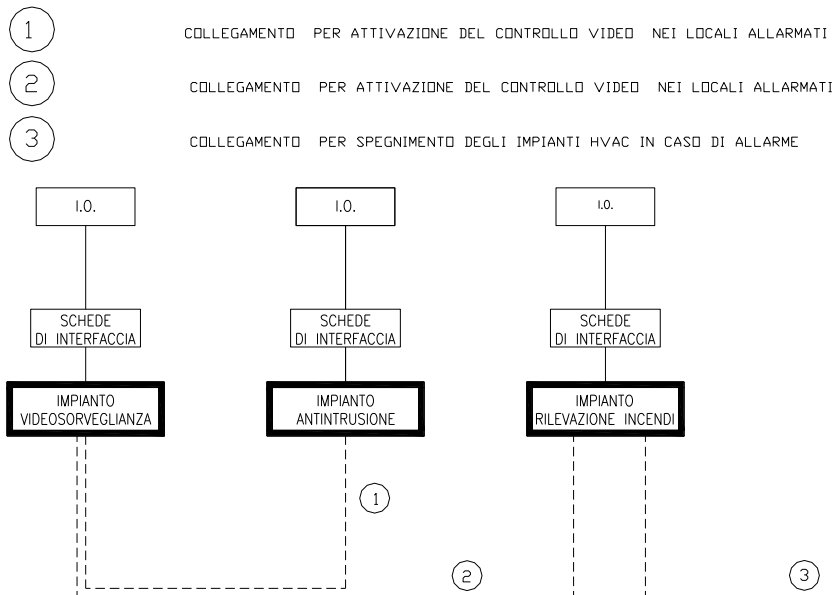 1 COLLEGAMENTO PER ATTIVAZIONE DEL CONTROLLO VIDEO NEI LOCALI ALLARMATI
2 COLLEGAMENTO PER ATTIVAZIONE DEL CONTROLLO VIDEO NEI LOCALI ALLARMATI
3 COLLEGAMENTO PER SPEGNIMENTO DEGLI IMPIANTI HVAC IN CASO DI ALLARME
I.O.
I.O.
I.O.
SCHEDE
DI INTERFACCIA
SCHEDE
DI INTERFACCIA
SCHEDE
DI INTERFACCIA
IMPIANTO
VIDEOSORVEGLIANZA
IMPIANTO
ANTINTRUSIONE
IMPIANTO
RILEVAZIONE INCENDI
1
2
3